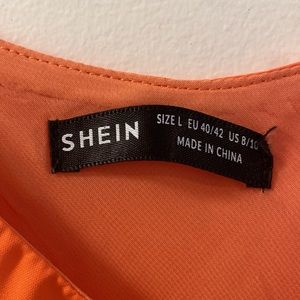 SHEIN
SIZE L EU 40/42 US 8/10
MADE IN CHINA